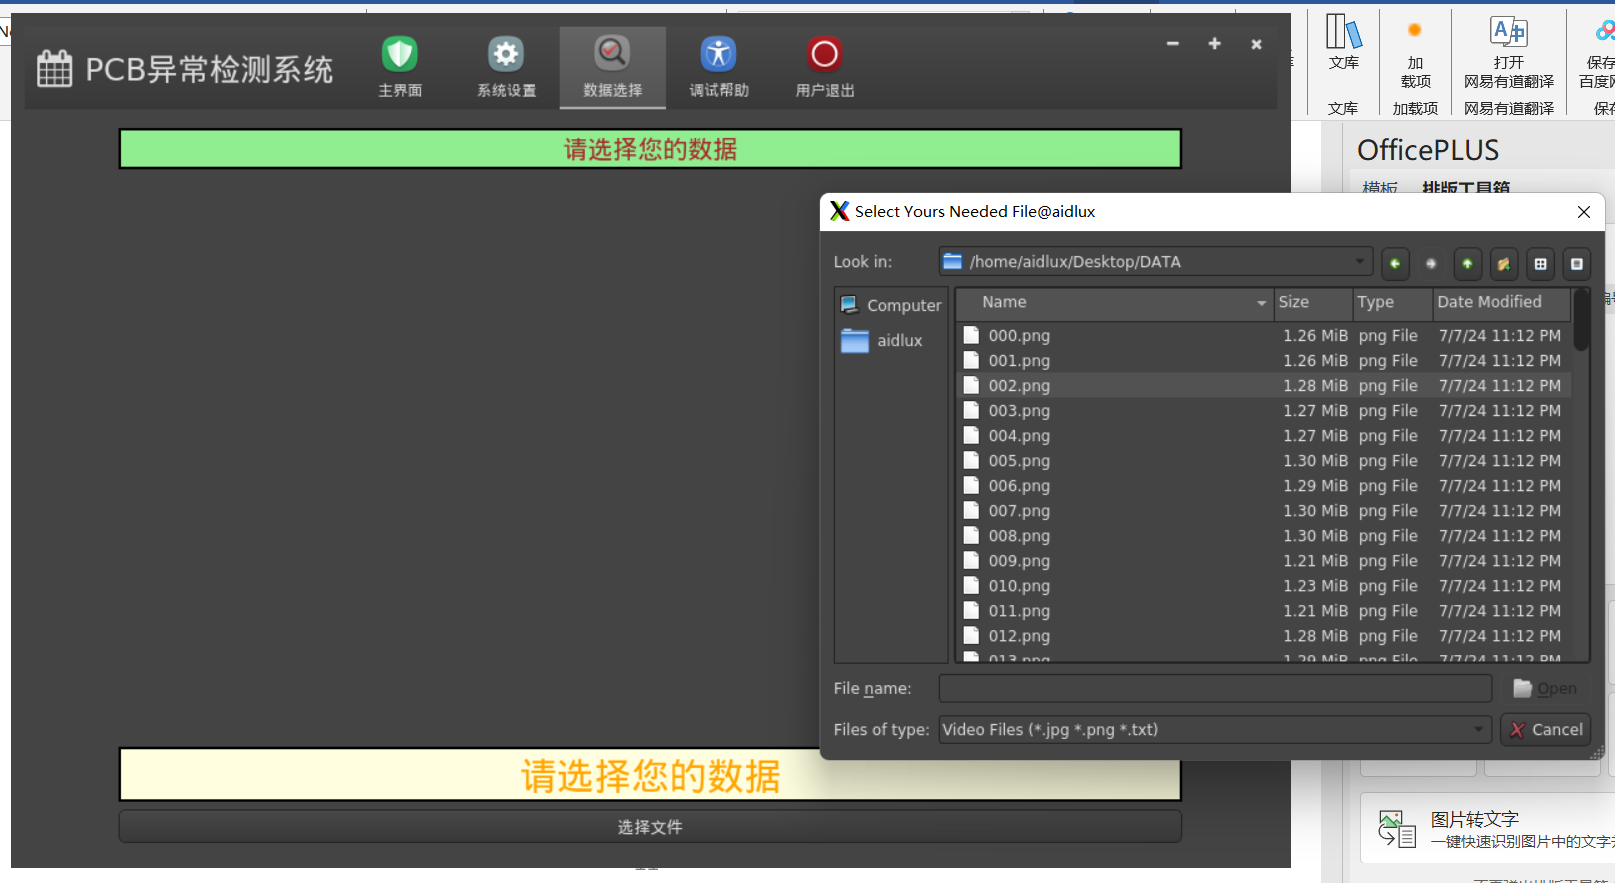 PCB异常检测系统
主界面
系统设置
数据选择
调试帮助
用户退出
文库
加
载项
打开
网易有道翻译
保存
百度网
文库
加载项
网易有道翻译
保存
请选择您的数据
OfficePLUS
模板 排版工具箱
Select Yours Needed File@aidlux
Look in: /home/aidlux/Desktop/DATA
Computer
aidlux
Name Size Type Date Modified
000.png 1.26 MiB png File 7/7/24 11:12 PM
001.png 1.26 MiB png File 7/7/24 11:12 PM
002.png 1.28 MiB png File 7/7/24 11:12 PM
003.png 1.27 MiB png File 7/7/24 11:12 PM
004.png 1.27 MiB png File 7/7/24 11:12 PM
005.png 1.30 MiB png File 7/7/24 11:12 PM
006.png 1.29 MiB png File 7/7/24 11:12 PM
007.png 1.30 MiB png File 7/7/24 11:12 PM
008.png 1.30 MiB png File 7/7/24 11:12 PM
009.png 1.21 MiB png File 7/7/24 11:12 PM
010.png 1.23 MiB png File 7/7/24 11:12 PM
011.png 1.21 MiB png File 7/7/24 11:12 PM
012.png 1.28 MiB png File 7/7/24 11:12 PM
013.png 1.29 MiB png File 7/7/24 11:12 PM
File name: Open
Files of type: Video Files (*.jpg *.png *.txt) Cancel
请选择您的数据
选择文件
图片转文字
一键快速识别图片中的文字